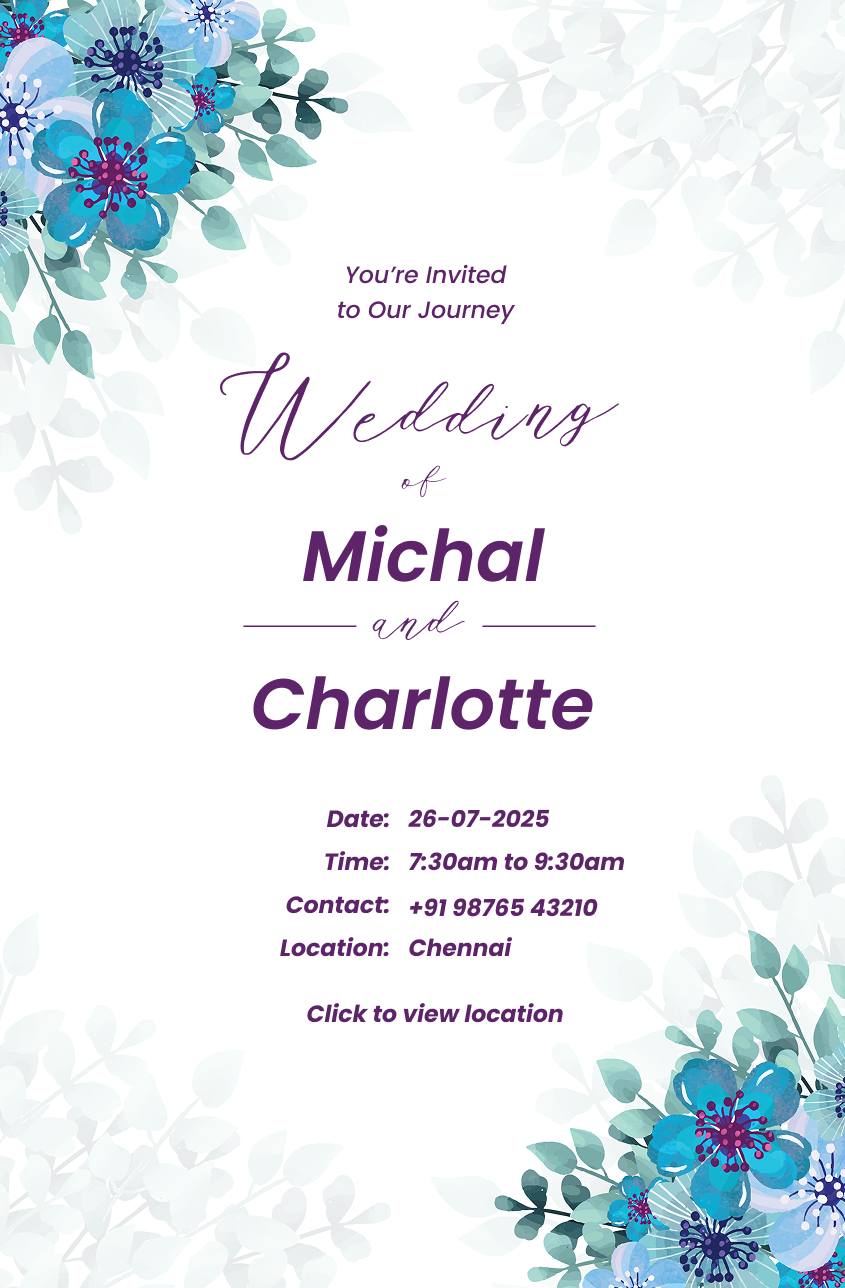 You’re Invited
to Our Journey
Wedding
of
Michal
and
Charlotte
Date: 26-07-2025
Time: 7:30am to 9:30am
Contact: +91 98765 43210
Location: Chennai
Click to view location